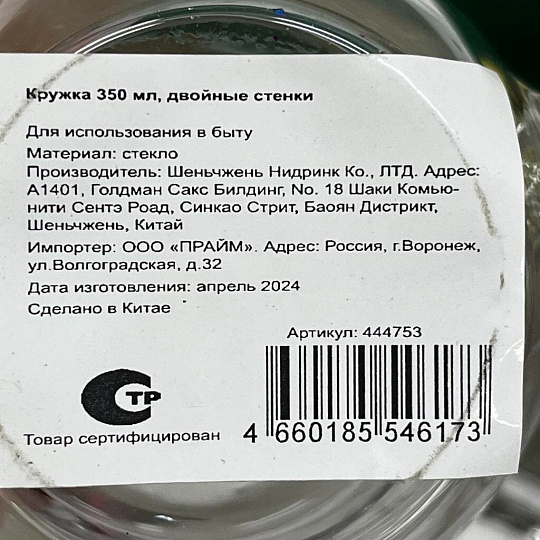 Кружка 350 мл, двойные стенки
Для использования в быту
Материал: стекло
Производитель: Шеньчжень Нидринк Ко., ЛТД. Адрес:
А1401, Голдман Сакс Билдинг, No. 18 Шаки Комью-
нити Сентэ Роад, Синкао Стрит, Баоян Дистрикт,
Шеньчжень, Китай
Импортер: ООО «ПРАЙМ». Адрес: Россия, г.Воронеж,
ул.Волгоградская, д.32
Дата изготовления: апрель 2024
Сделано в Китае
Артикул: 444753
ТР
Товар сертифицирован
4 660185 546173